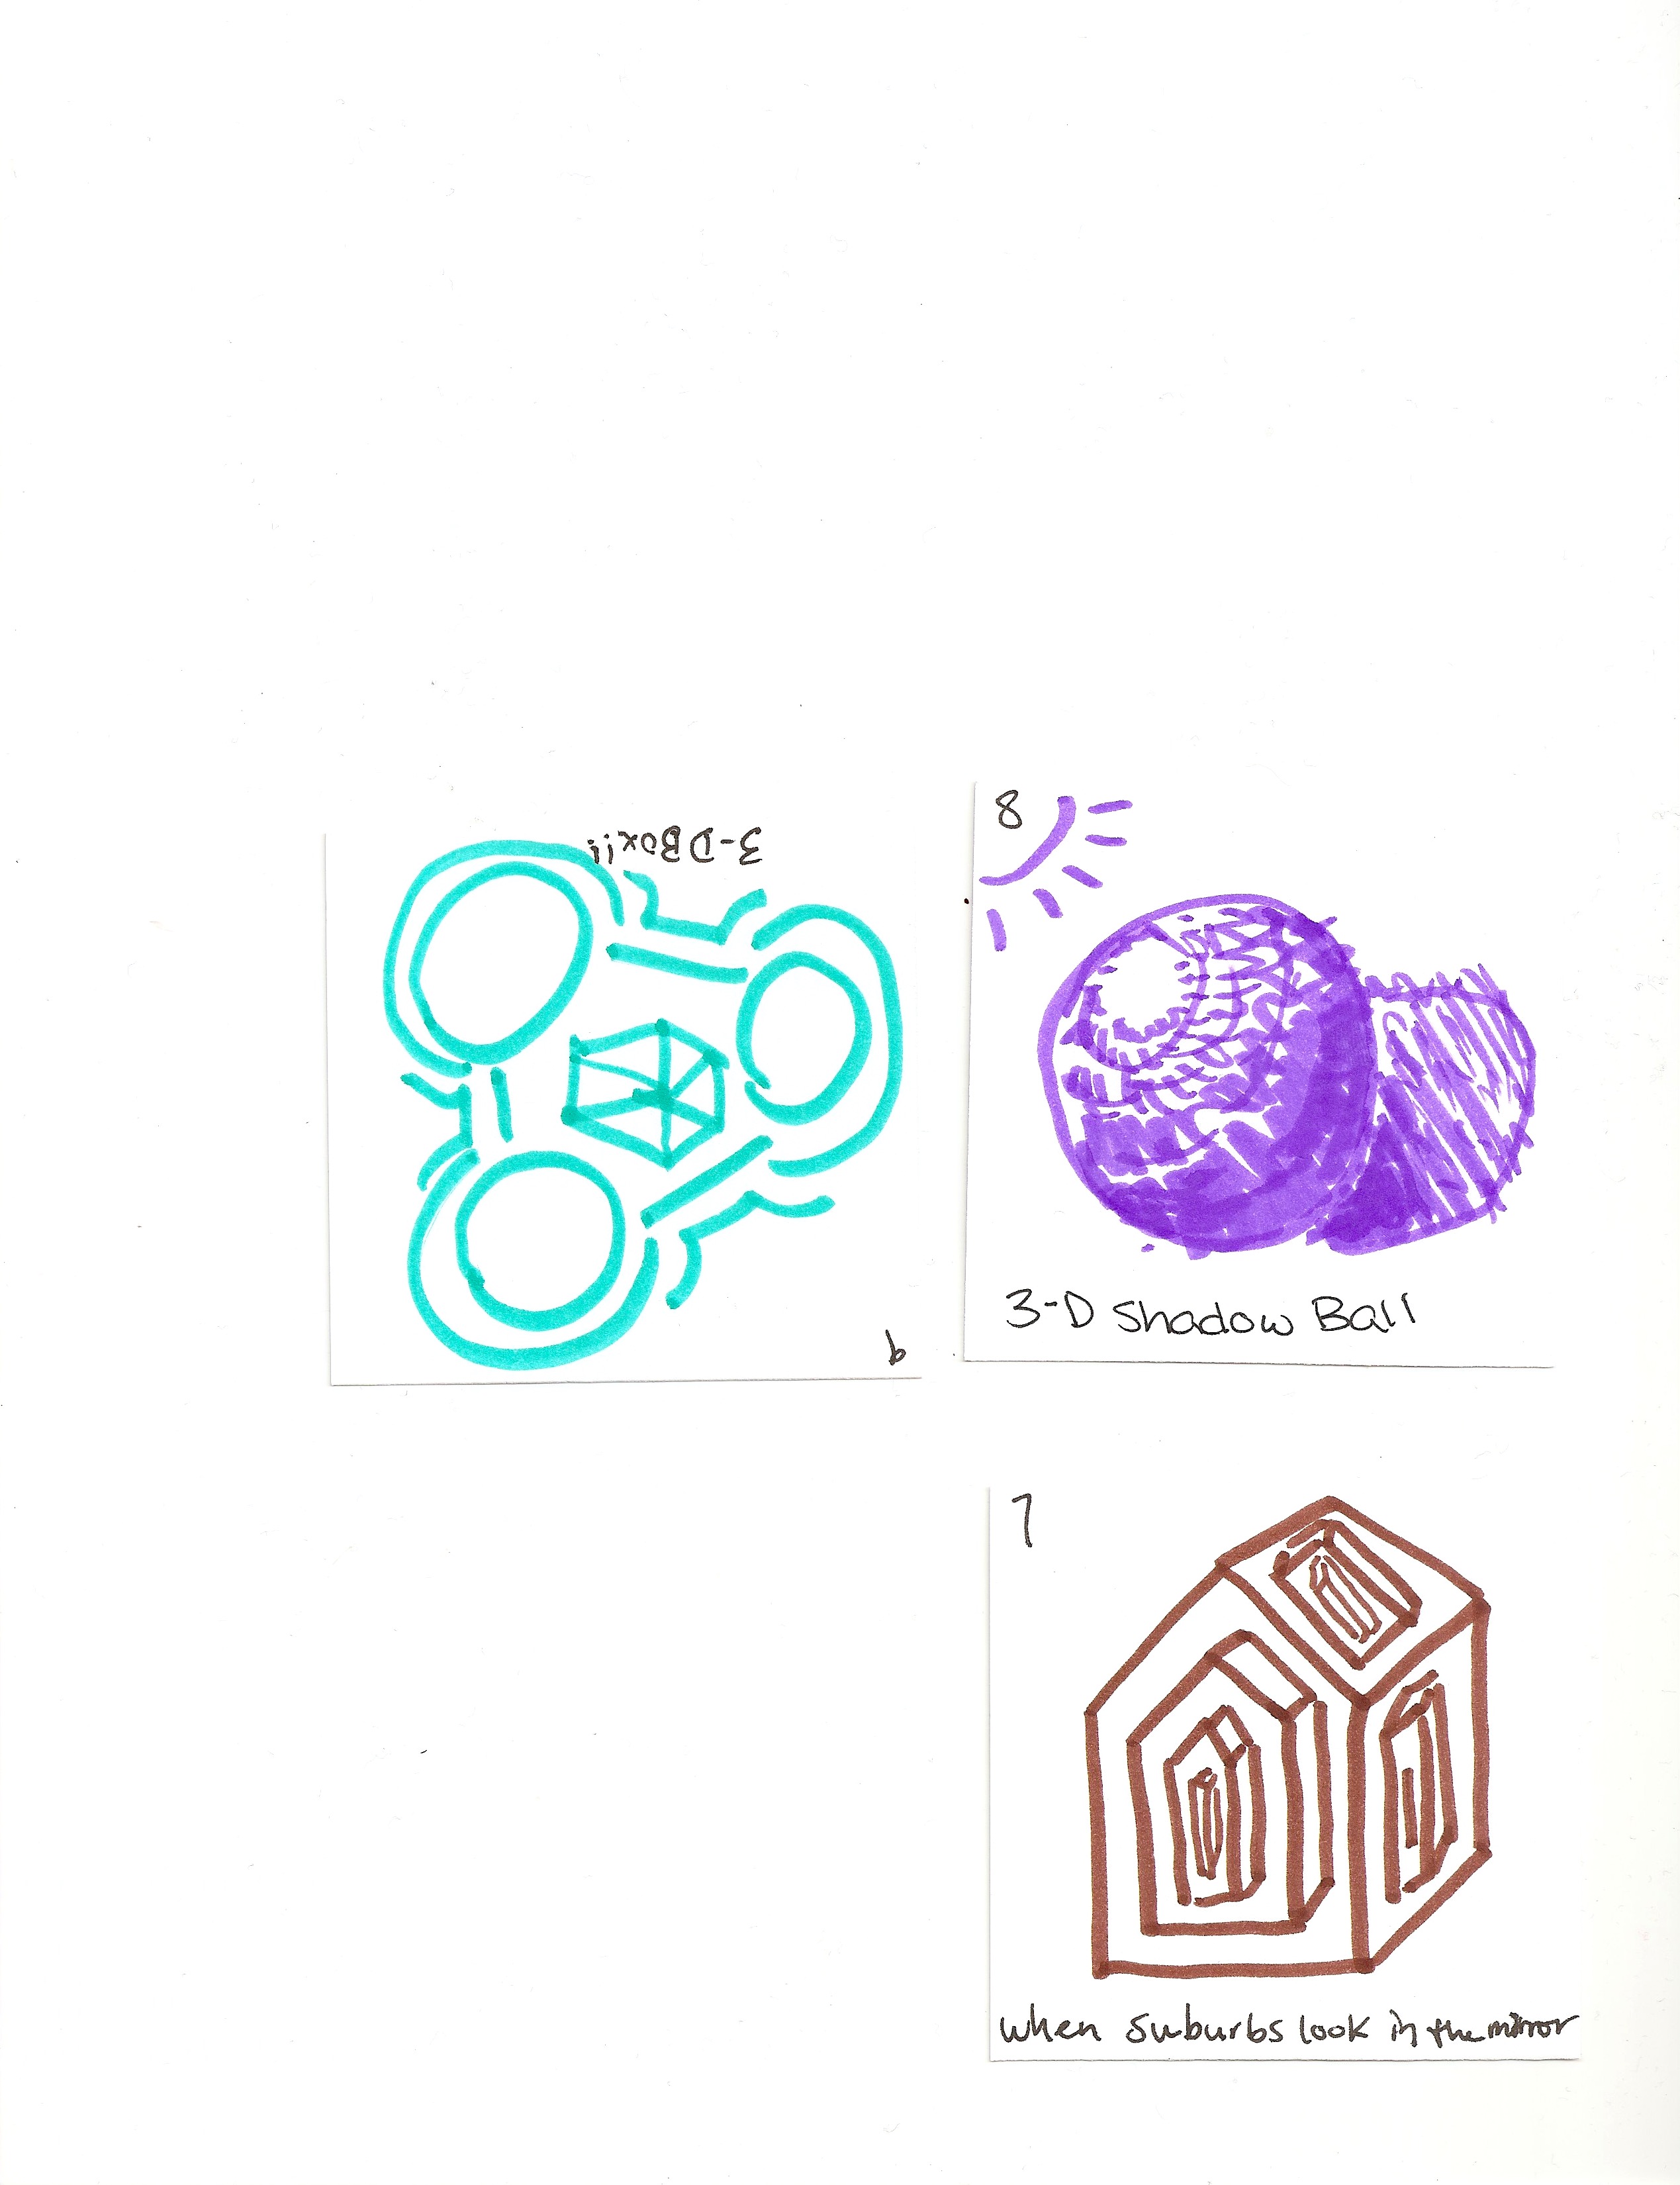 3-D Box!!
9
8
3-D Shadow Ball
7
when suburbs look in the mirror